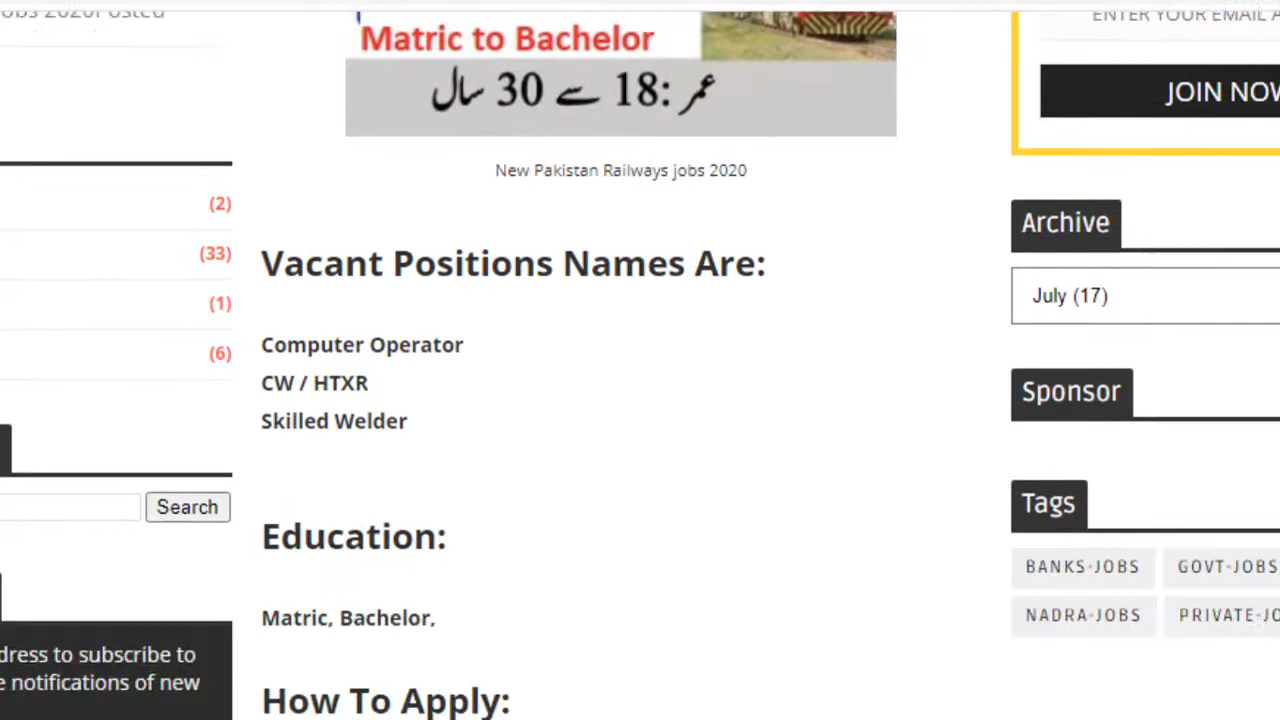 Matric to Bachelor
عمر :18 سے 30 سال
New Pakistan Railways jobs 2020
(2)
(33)
(1)
(6)
Search
dress to subscribe to
notifications of new
Vacant Positions Names Are:
Computer Operator
CW / HTXR
Skilled Welder
Education:
Matric, Bachelor,
How To Apply:
ENTER YOUR EMAIL
JOIN NOW
Archive
July (17)
Sponsor
Tags
BANKS-JOBS
GOVT-JOBS
NADRA-JOBS
PRIVATE-JO